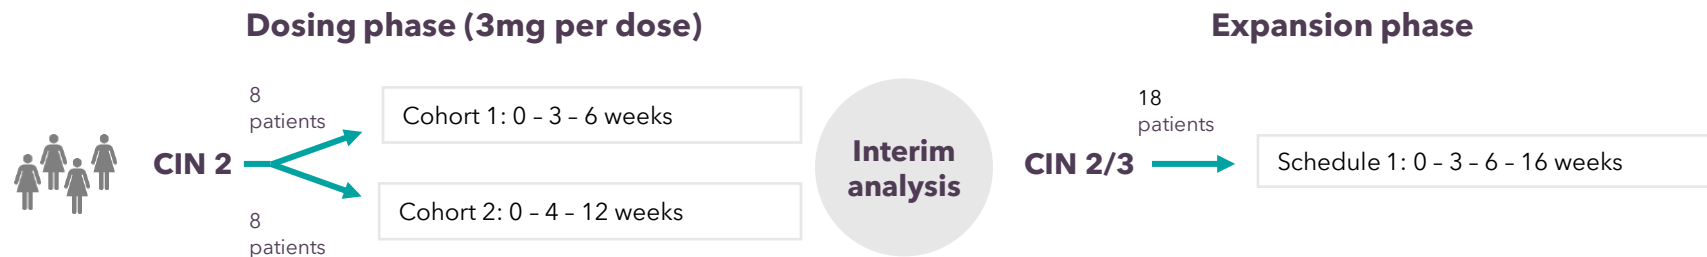 Dosing phase (3mg per dose)
Expansion phase
8
patients
Cohort 1: 0 – 3 – 6 weeks
CIN 2
8
patients
Cohort 2: 0 – 4 – 12 weeks
Interim
analysis
18
patients
CIN 2/3
Schedule 1: 0 – 3 – 6 – 16 weeks